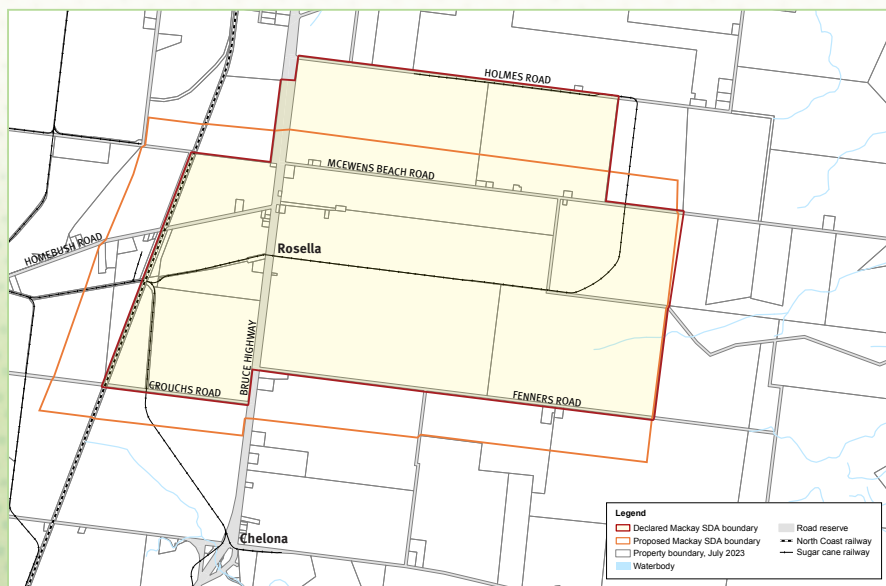 HOLMES ROAD
MCEWENS BEACH ROAD
HOMEBUSH ROAD
Rosella
BRUCE HIGHWAY
CROUCHS ROAD
FENNERS ROAD
Chelona
Legend
Declared Mackay SDA boundary
Proposed Mackay SDA boundary
Property boundary, July 2023
Waterbody
Road reserve
North Coast railway
Sugar cane railway